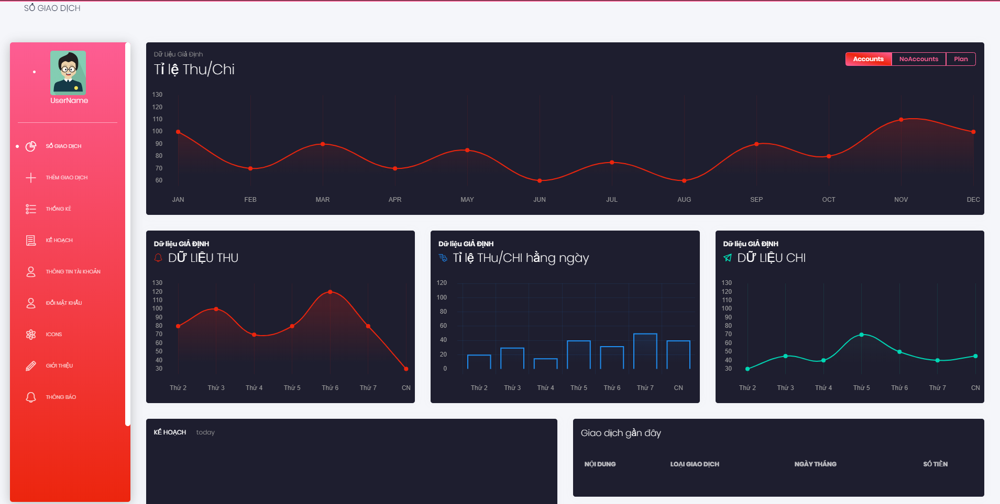 SỔ GIAO DỊCH
UserName
SỔ GIAO DỊCH
THÊM GIAO DỊCH
THỐNG KÊ
KẾ HOẠCH
THÔNG TIN TÀI KHOẢN
ĐỔI MẬT KHẨU
ICONS
GIỚI THIỆU
THÔNG BÁO
Dữ Liệu Giả Định
Tỉ lệ Thu/Chi
Accounts NoAccounts Plan
130
120
110
100
90
80
70
60
JAN FEB MAR APR MAY JUN JUL AUG SEP OCT NOV DEC
Dữ liệu GIẢ ĐỊNH
DỮ LIỆU THU
130
120
110
100
90
80
70
60
50
40
30
Thứ 2 Thứ 3 Thứ 4 Thứ 5 Thứ 6 Thứ 7 CN
Dữ liệu GIẢ ĐỊNH
Tỉ lệ THu/CHI hằng ngày
120
100
80
60
40
20
0
Thứ 2 Thứ 3 Thứ 4 Thứ 5 Thứ 6 Thứ 7 CN
Dữ liệu GIẢ ĐỊNH
DỮ LIỆU CHI
130
120
110
100
90
80
70
60
50
40
30
Thứ 2 Thứ 3 Thứ 4 Thứ 5 Thứ 6 Thứ 7 CN
KẾ HOẠCH today
Giao dịch gần đây
NỘI DUNG LOẠI GIAO DỊCH NGÀY THÁNG SỐ TIỀN